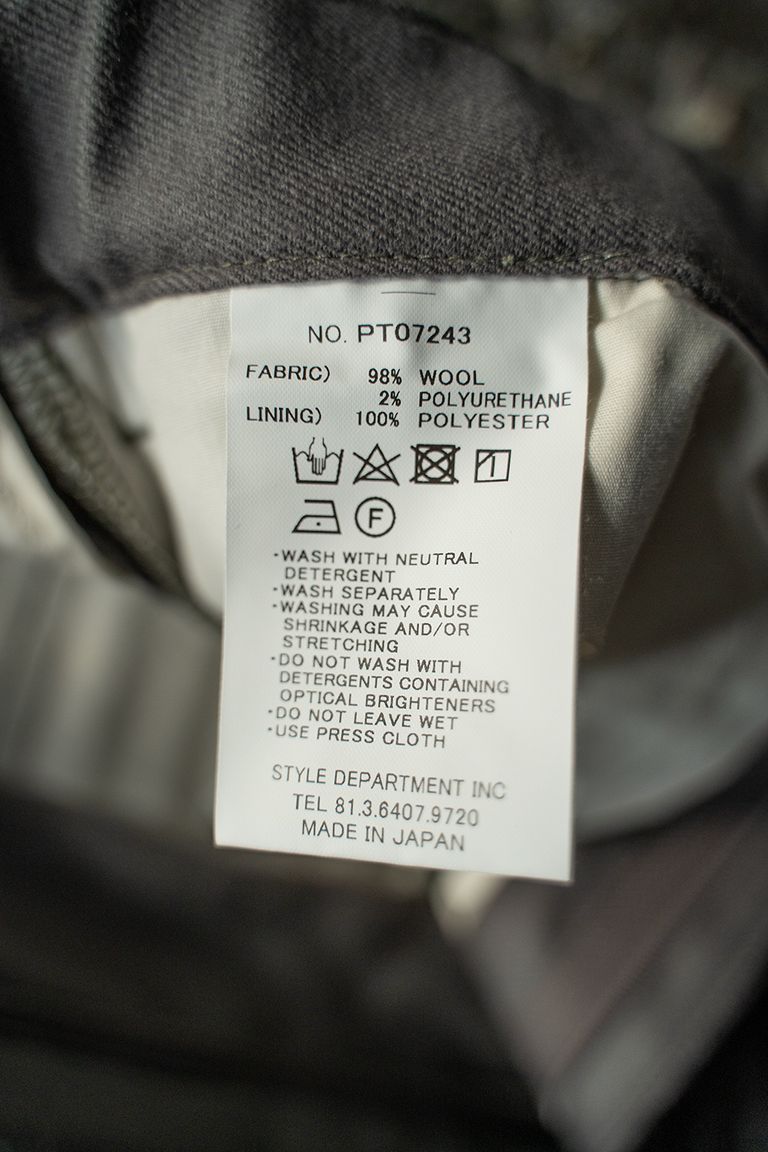 NO. PT07243
FABRIC) 98% WOOL
2% POLYURETHANE
LINING) 100% POLYESTER
F
·WASH WITH NEUTRAL
DETERGENT
·WASH SEPARATELY
·WASHING MAY CAUSE
SHRINKAGE AND/OR
STRETCHING
·DO NOT WASH WITH
DETERGENTS CONTAINING
OPTICAL BRIGHTENERS
·DO NOT LEAVE WET
·USE PRESS CLOTH
STYLE DEPARTMENT INC
TEL 81.3.6407.9720
MADE IN JAPAN